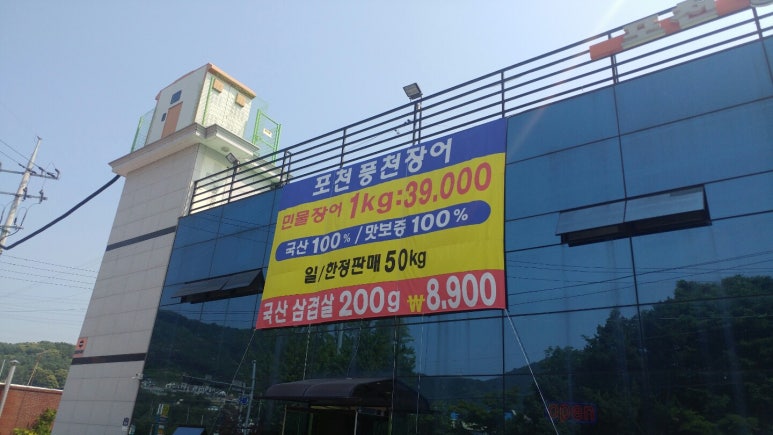 포천 풍천장어
민물장어 1kg:39.000
국산 100% / 맛보증 100%
일/한정판매 50kg
국산 삼겹살 200g ₩8,900